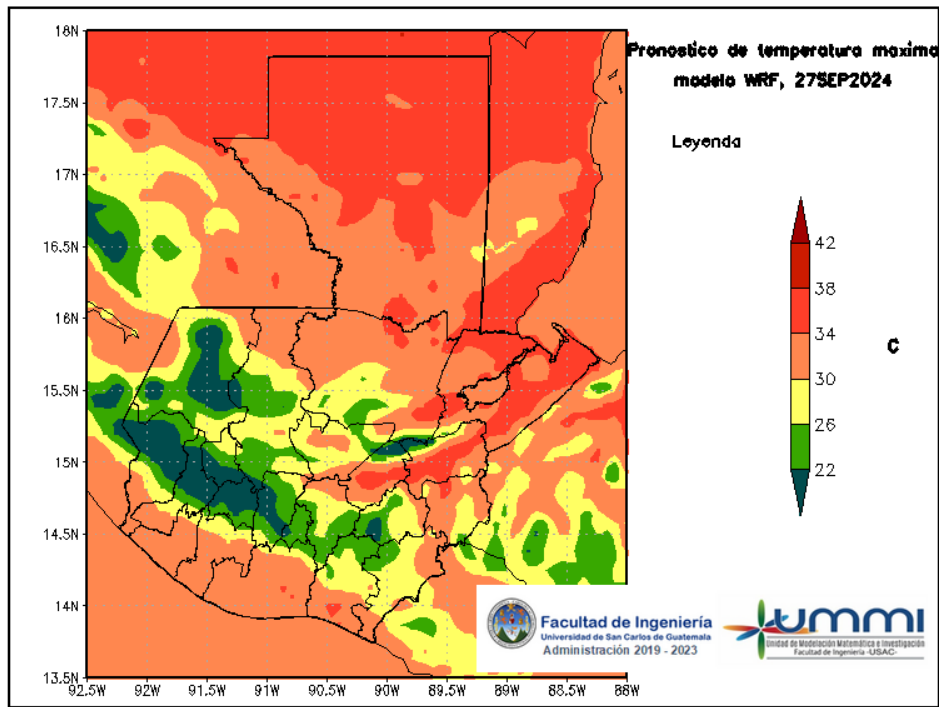 Pronostico de temperatura maxima
modelo WRF, 27SEP2024
Leyenda
42
38
34
30
26
22
C
18N
17.5N
17N
16.5N
16N
15.5N
15N
14.5N
14N
13.5N
92.5W
92W
91.5W
91W
90.5W
90W
89.5W
89W
88.5W
88W
Facultad de Ingeniería
Universidad de San Carlos de Guatemala
Administración 2019 - 2023
UMMI
Unidad de Modelación Matemática e Investigación
Facultad de Ingeniería -USAC-